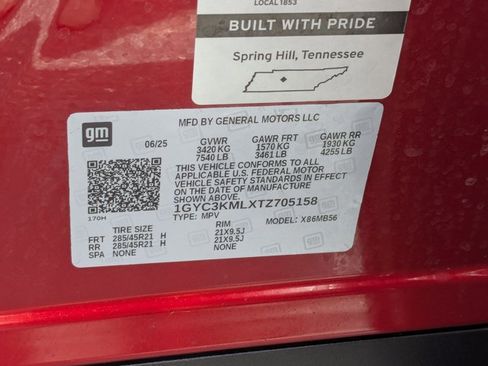 LOCAL 1853
BUILT WITH PRIDE
Spring Hill, Tennessee
MFD BY GENERAL MOTORS LLC
gm
06/25 GVWR GAWR FRT GAWR RR
3420 KG 1570 KG 1930 KG
7540 LB 3461 LB 4255 LB
THIS VEHICLE CONFORMS TO ALL
APPLICABLE U.S. FEDERAL MOTOR
VEHICLE SAFETY STANDARDS IN EFFECT
ON THE DATE OF MANUFACTURE
SHOWN ABOVE.
1GYC3KMLXTZ705158
170H
TYPE: MPV MODEL: X86MB56
TIRE SIZE RIM
FRT 285/45R21 H 21X9.5J
RR 285/45R21 H 21X9.5J
SPA NONE NONE